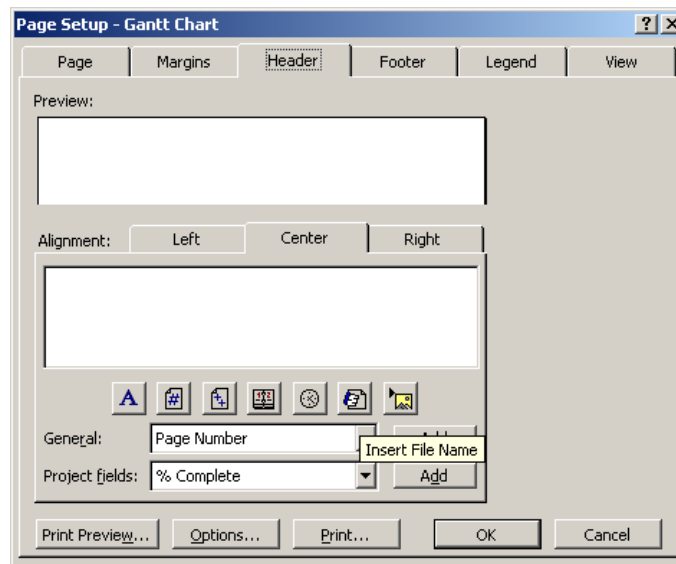 Page Setup - Gantt Chart
Page Margins Header Footer Legend View
Preview:
Alignment: Left Center Right
A
General: Page Number
Insert File Name
Project fields: % Complete Add
Print Preview... Options... Print... OK Cancel